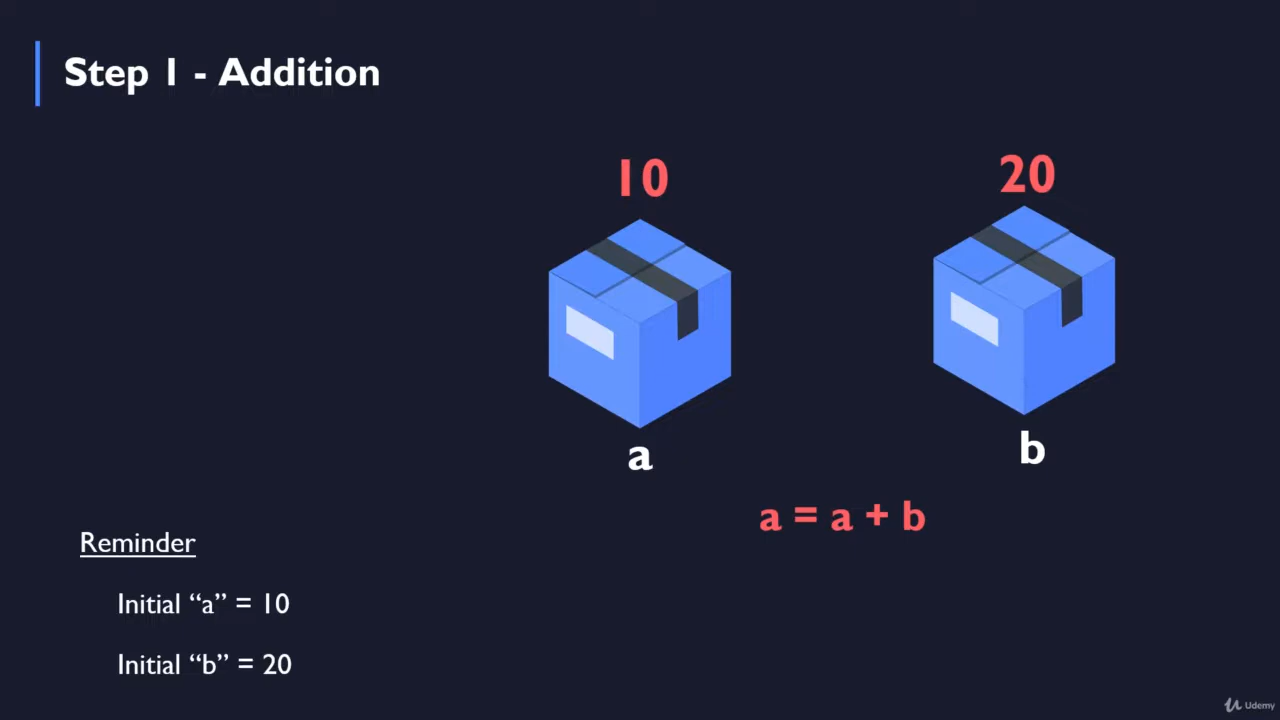 Step 1 - Addition
10
20
a
b
a = a + b
Reminder
Initial “a” = 10
Initial “b” = 20
Udemy